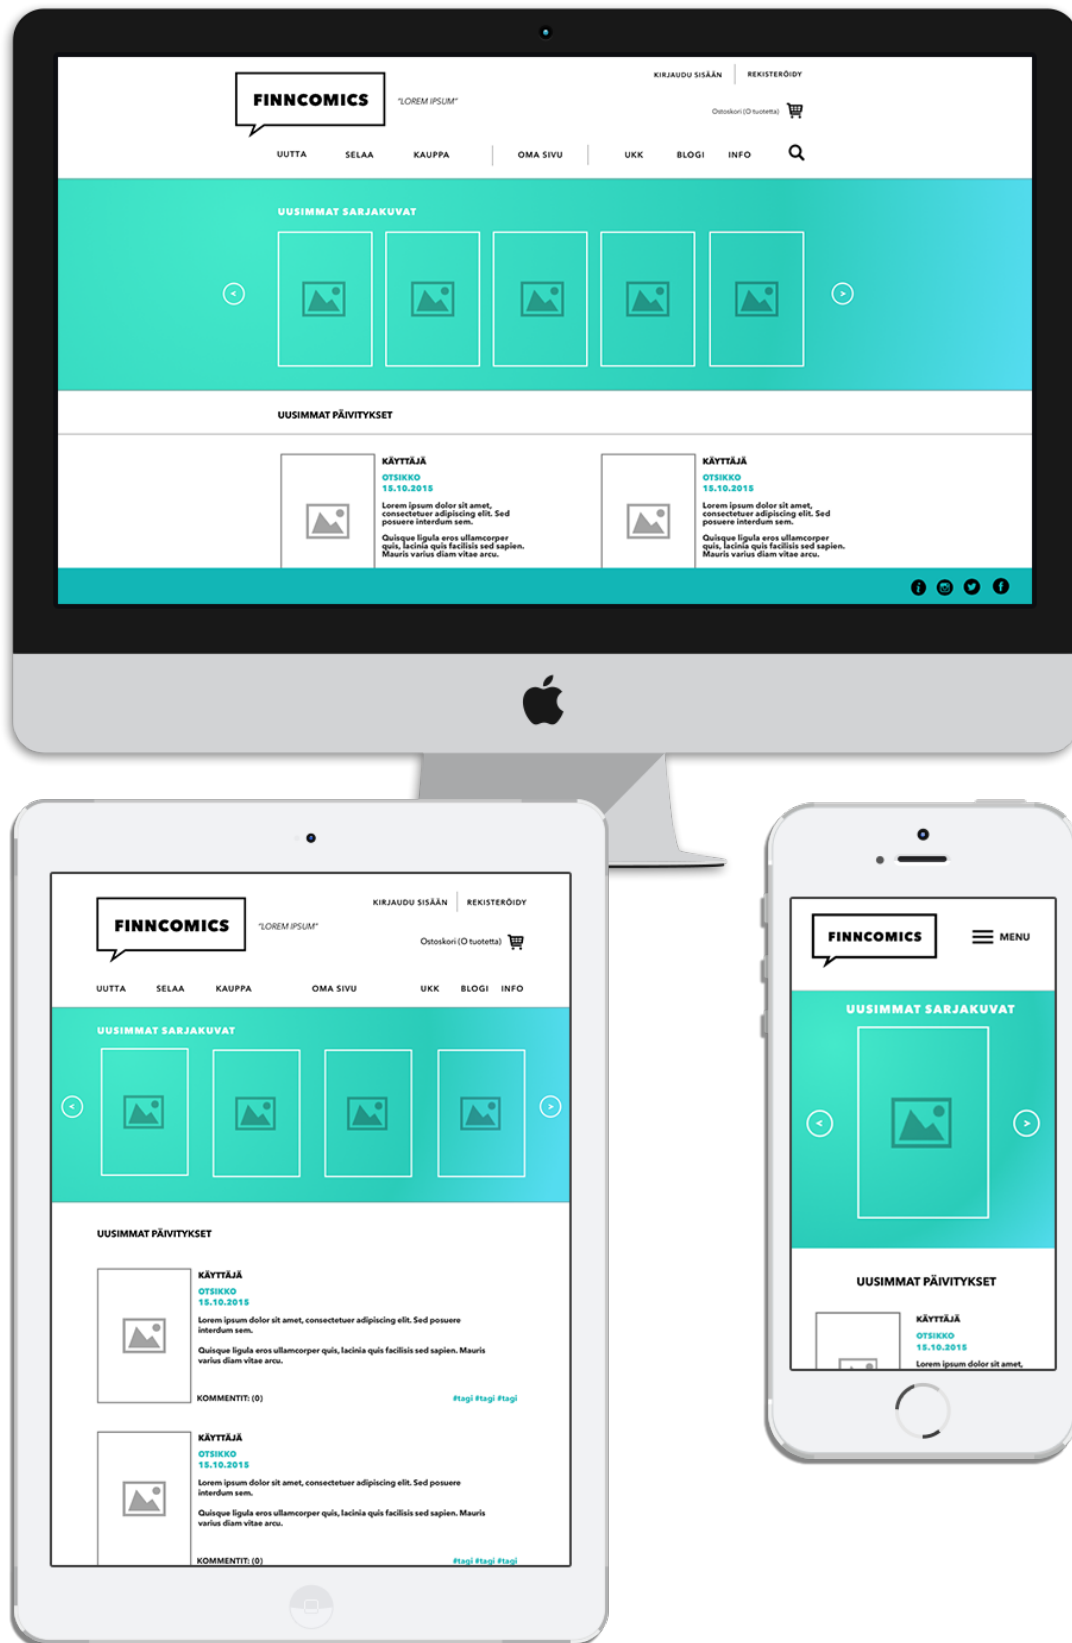 KIRJAUDU SISÄÄN
REKISTERÖIDY
FINNCOMICS
"LOREM IPSUM"
Ostoskori (0 tuotetta)
UUTTA SELAA KAUPPA OMA SIVU UKK BLOGI INFO
UUSIMMAT SARJAKUVAT
< >
UUSIMMAT PÄIVITYKSET
KÄYTTÄJÄ
OTSIKKO
15.10.2015
Lorem ipsum dolor sit amet,
consectetuer adipiscing elit. Sed
posuere interdum sem.
Quisque ligula eros ullamcorper
quis, lacinia quis facilisis sed sapien.
Mauris varius diam vitae arcu.
KÄYTTÄJÄ
OTSIKKO
15.10.2015
Lorem ipsum dolor sit amet,
consectetuer adipiscing elit. Sed
posuere interdum sem.
Quisque ligula eros ullamcorper
quis, lacinia quis facilisis sed sapien.
Mauris varius diam vitae arcu.
KIRJAUDU SISÄÄN
REKISTERÖIDY
FINNCOMICS
"LOREM IPSUM"
Ostoskori (0 tuotetta)
UUTTA SELAA KAUPPA OMA SIVU UKK BLOGI INFO
UUSIMMAT SARJAKUVAT
< >
UUSIMMAT PÄIVITYKSET
KÄYTTÄJÄ
OTSIKKO
15.10.2015
Lorem ipsum dolor sit amet, consectetuer adipiscing elit. Sed posuere
interdum sem.
Quisque ligula eros ullamcorper quis, lacinia quis facilisis sed sapien. Mauris
varius diam vitae arcu.
KOMMENTIT: (0) #tagi #tagi #tagi
KÄYTTÄJÄ
OTSIKKO
15.10.2015
Lorem ipsum dolor sit amet, consectetuer adipiscing elit. Sed posuere
interdum sem.
Quisque ligula eros ullamcorper quis, lacinia quis facilisis sed sapien. Mauris
varius diam vitae arcu.
KOMMENTIT: (0) #tagi #tagi #tagi
FINNCOMICS
MENU
UUSIMMAT SARJAKUVAT
< >
UUSIMMAT PÄIVITYKSET
KÄYTTÄJÄ
OTSIKKO
15.10.2015
Lorem ipsum dolor sit amet,